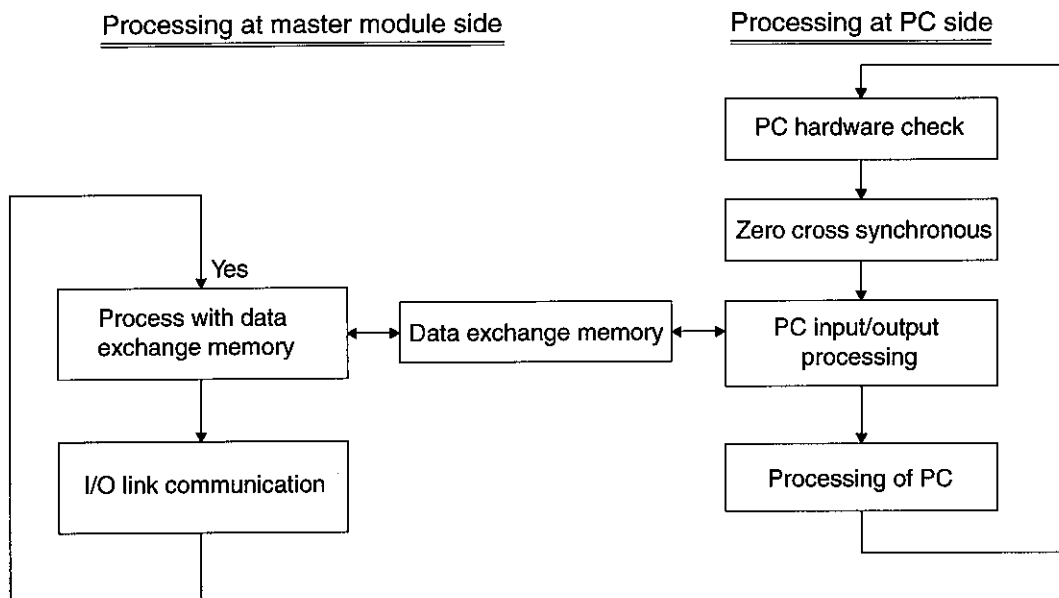 Processing at master module side
Processing at PC side
PC hardware check
Zero cross synchronous
Yes
Process with data
exchange memory
Data exchange memory
PC input/output
processing
I/O link communication
Processing of PC